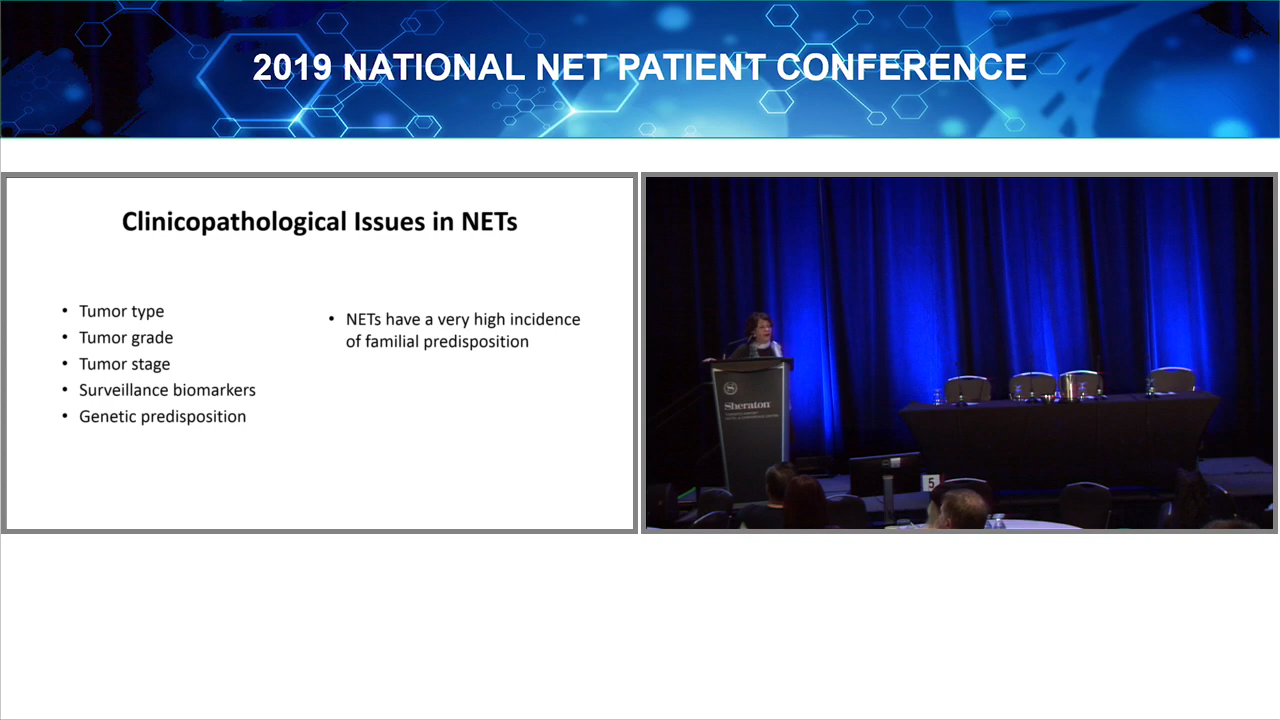 2019 NATIONAL NET PATIENT CONFERENCE
Clinicopathological Issues in NETs
• Tumor type
• Tumor grade
• Tumor stage
• Surveillance biomarkers
• Genetic predisposition
• NETs have a very high incidence
of familial predisposition
Sheraton
5